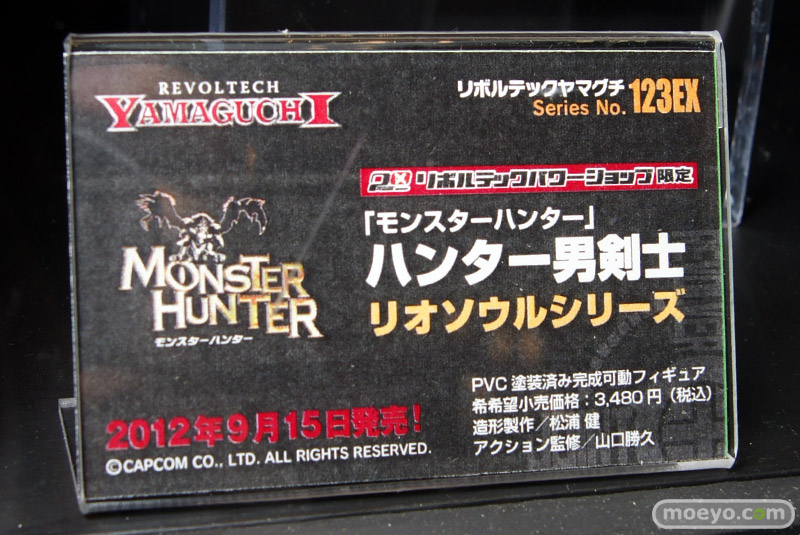 REVOLTECH
YAMAGUCHI
リボルテックヤマグチ
Series No. 123EX
リボルテックパワーショップ 限定
「モンスターハンター」
ハンター男剣士
リオソウルシリーズ
MONSTER
HUNTER
モンスターハンター
PVC 塗装済み完成可動フィギュア
希希望小売価格：3,480円（税込）
造形製作／松浦 健
アクション監修／山口勝久
2012年9月15日発売！
©CAPCOM CO., LTD. ALL RIGHTS RESERVED.
moeyo.com